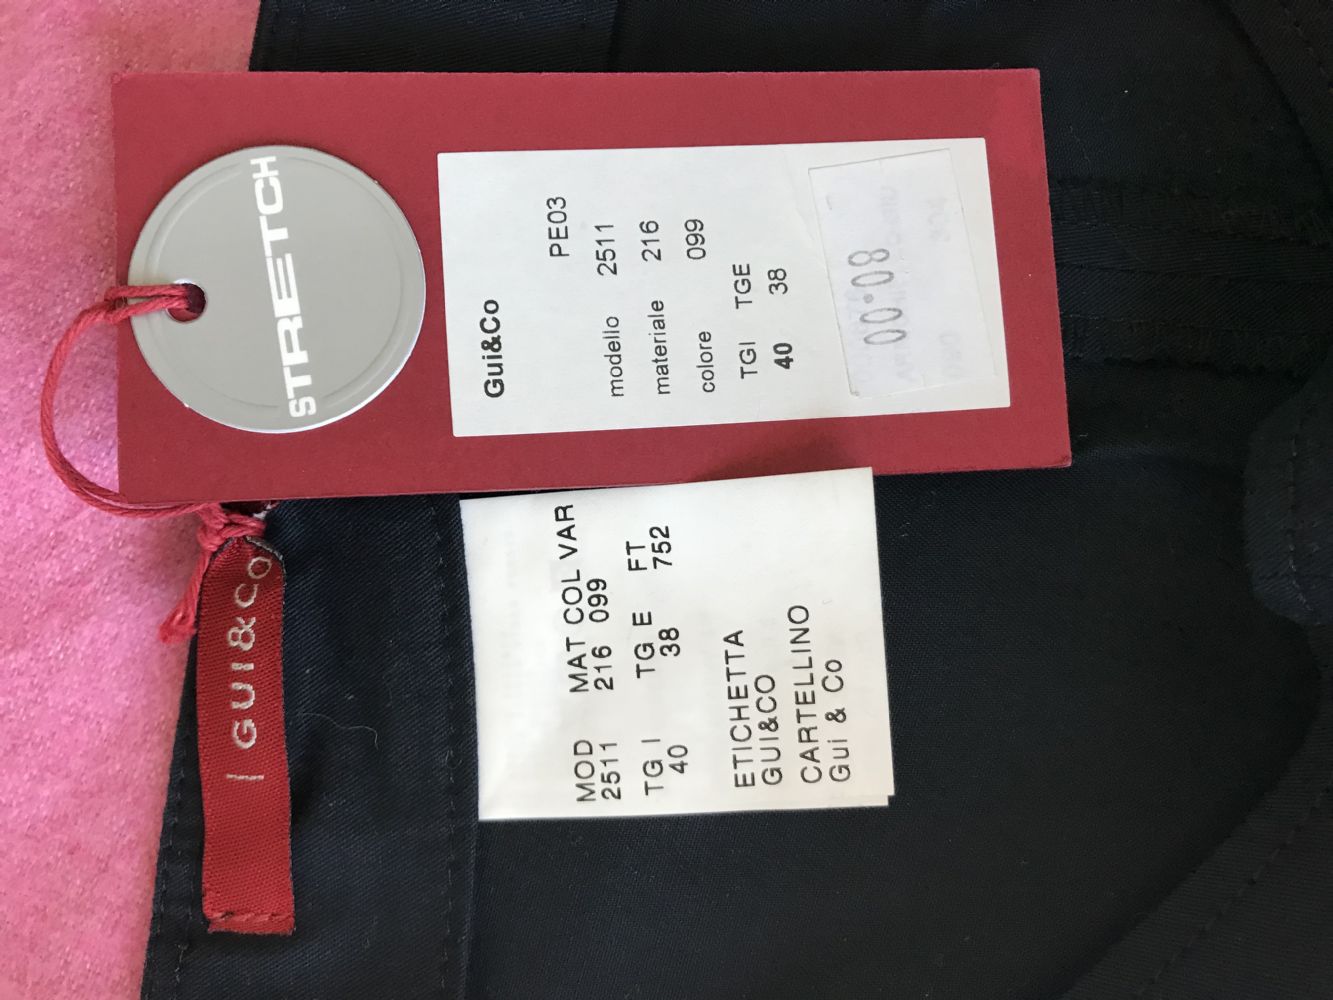 STRETCH
Gui&Co
PE03
modello 2511
materiale 216
colore 099
TGI TGE
40 38
00·08
| GUI&CO
MOD MAT COL VAR
2511 216 099
TG I TG E FT
40 38 752
ETICHETTA
GUI&CO
CARTELLINO
Gui & Co